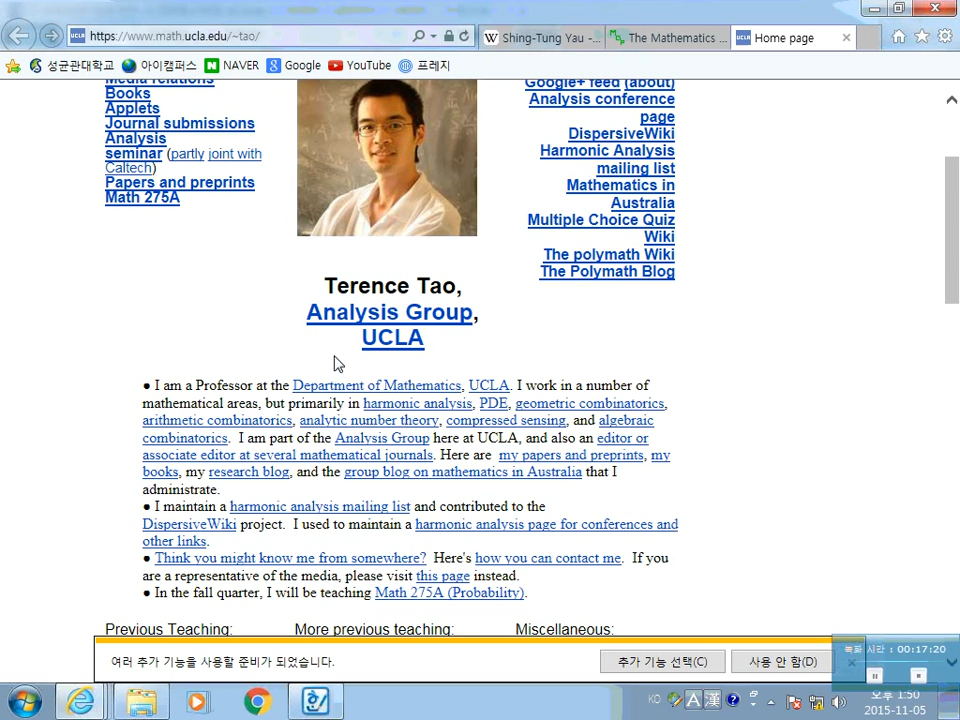 https://www.math.ucla.edu/~tao/
Shing-Tung Yau -...
The Mathematics ...
Home page
성균관대학교
아이캠퍼스
NAVER
Google
YouTube
프레지
Media relations
Books
Applets
Journal submissions
Analysis
seminar (partly joint with
Caltech)
Papers and preprints
Math 275A
Google+ feed (about)
Analysis conference
page
DispersiveWiki
Harmonic Analysis
mailing list
Mathematics in
Australia
Multiple Choice Quiz
Wiki
The polymath Wiki
The Polymath Blog
Terence Tao,
Analysis Group,
UCLA
● I am a Professor at the Department of Mathematics, UCLA. I work in a number of
mathematical areas, but primarily in harmonic analysis, PDE, geometric combinatorics,
arithmetic combinatorics, analytic number theory, compressed sensing, and algebraic
combinatorics. I am part of the Analysis Group here at UCLA, and also an editor or
associate editor at several mathematical journals. Here are my papers and preprints, my
books, my research blog, and the group blog on mathematics in Australia that I
administrate.
● I maintain a harmonic analysis mailing list and contributed to the
DispersiveWiki project. I used to maintain a harmonic analysis page for conferences and
other links.
● Think you might know me from somewhere? Here's how you can contact me. If you
are a representative of the media, please visit this page instead.
● In the fall quarter, I will be teaching Math 275A (Probability).
Previous Teaching:
More previous teaching:
Miscellaneous:
여러 추가 기능을 사용할 준비가 되었습니다.
추가 기능 선택(C)
사용 안 함(D)
녹화 시간 : 00:17:20
KO
A
漢
오후 1:50
2015-11-05